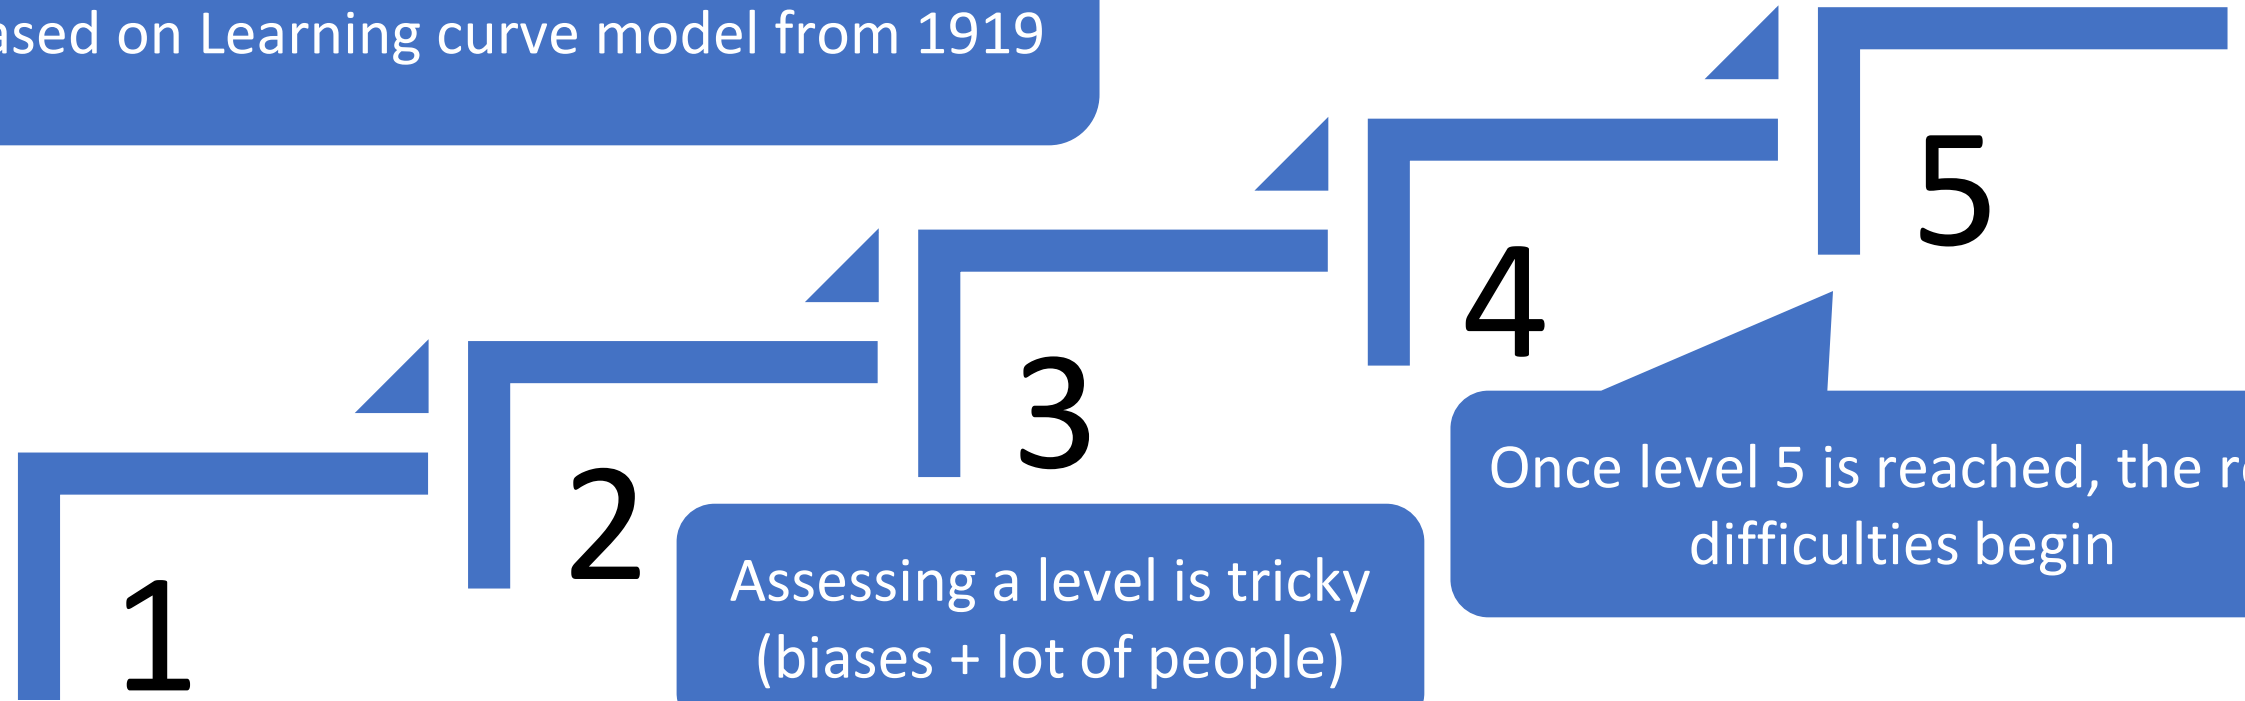 ased on Learning curve model from 1919
5
4
3
2
1
Once level 5 is reached, the
difficulties begin
Assessing a level is tricky
(biases + lot of people)